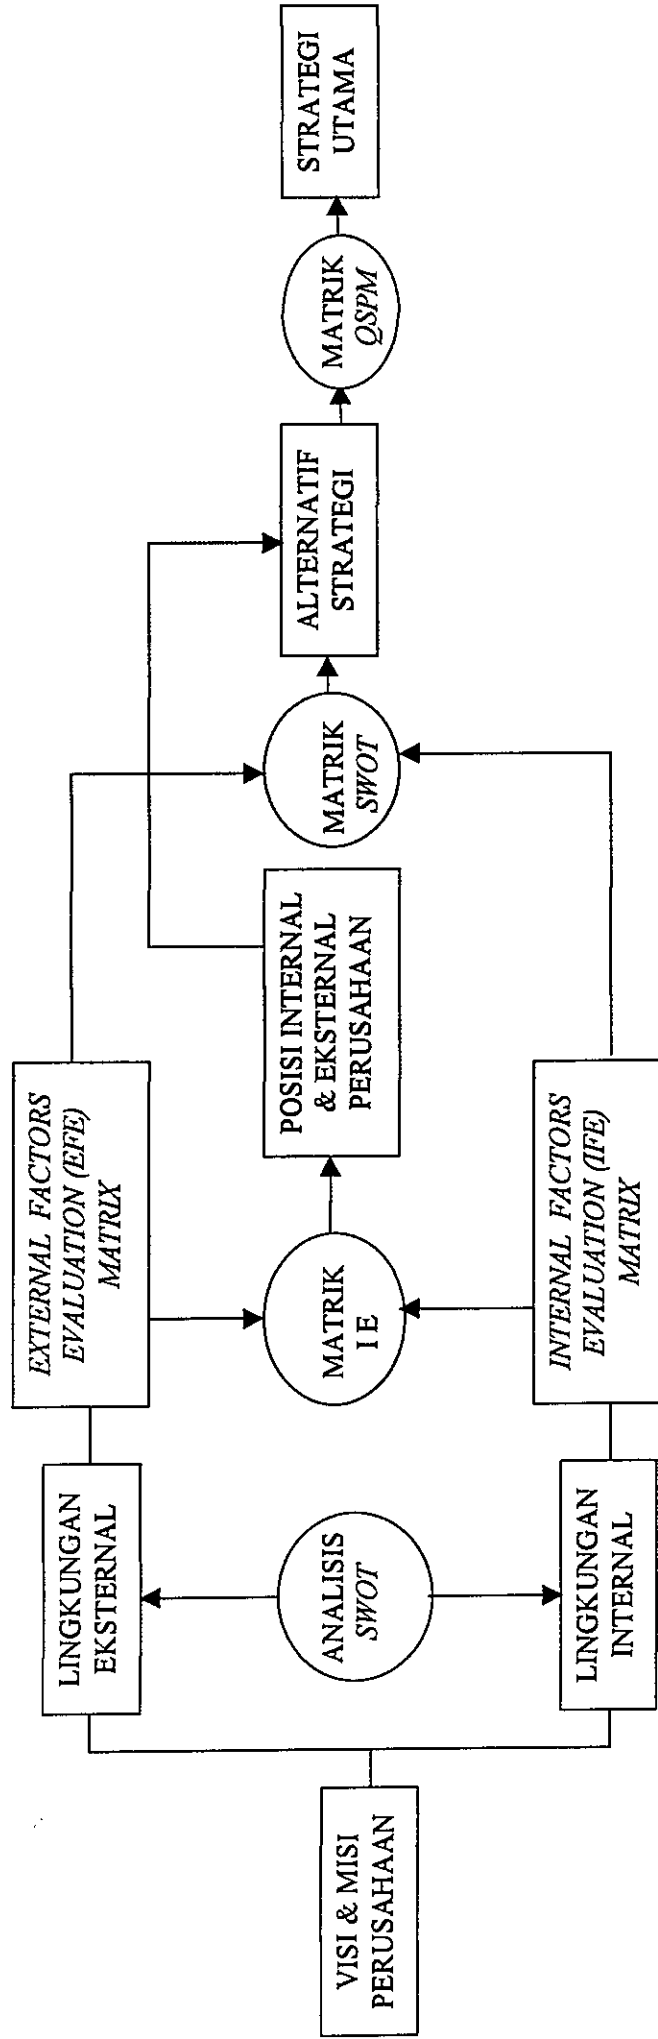 VISI & MISI
PERUSAHAAN
LINGKUNGAN
EKSTERNAL
ANALISIS
SWOT
LINGKUNGAN
INTERNAL
EXTERNAL FACTORS
EVALUATION (EFE)
MATRIX
MATRIK
I E
INTERNAL FACTORS
EVALUATION (IFE)
MATRIX
POSISI INTERNAL
& EKSTERNAL
PERUSAHAAN
MATRIK
SWOT
ALTERNATIF
STRATEGI
MATRIK
QSPM
STRATEGI
UTAMA